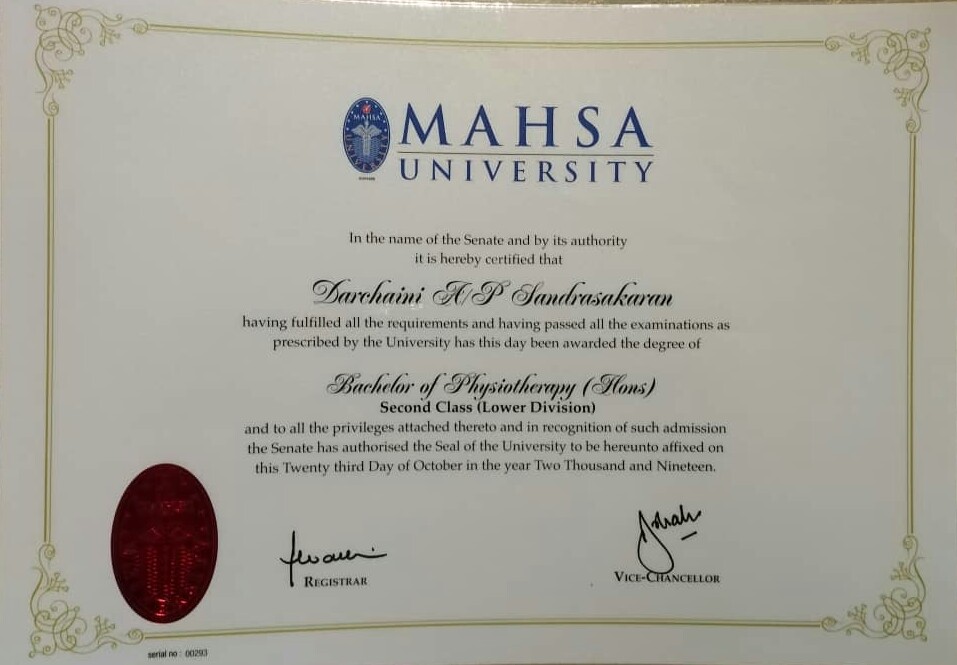 MAHSA
UNIVERSITY
MAHSA
UNIVERSITY
In the name of the Senate and by its authority
it is hereby certified that
Darchaini A/P Sandrasakaran
having fulfilled all the requirements and having passed all the examinations as
prescribed by the University has this day been awarded the degree of
Bachelor of Physiotherapy (Hons)
Second Class (Lower Division)
and to all the privileges attached thereto and in recognition of such admission
the Senate has authorised the Seal of the University to be hereunto affixed on
this Twenty third Day of October in the year Two Thousand and Nineteen.
REGISTRAR
VICE-CHANCELLOR
serial no : 00293